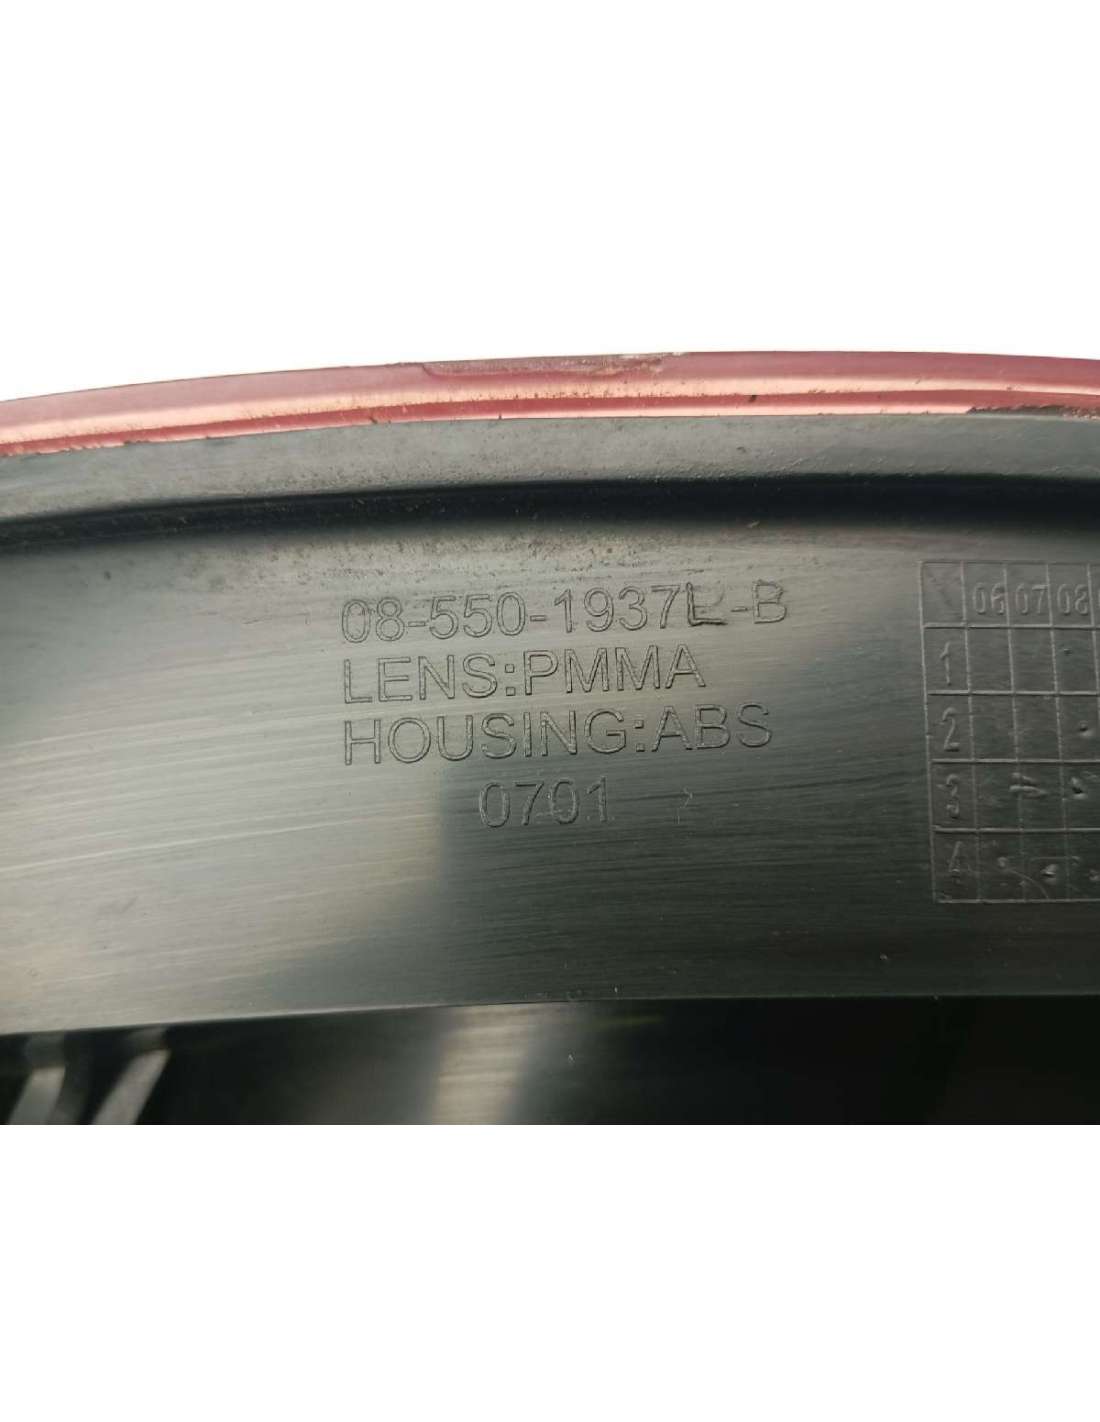 08-550-1937L-B
LENS:PMMA
HOUSING:ABS
0701
06 07 08
1
2
3
4